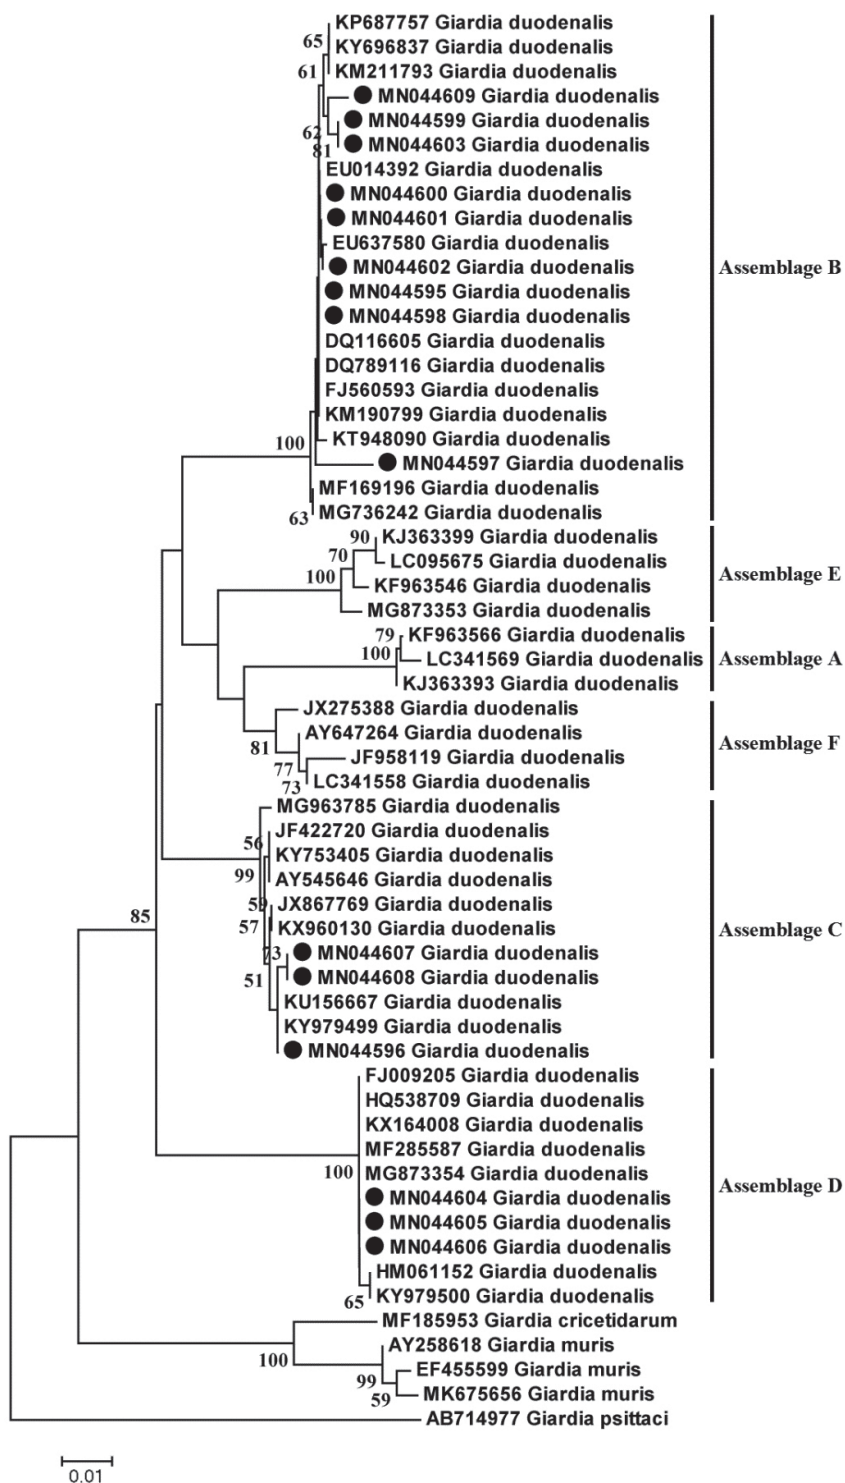 KP687757 Giardia duodenalis
65
KY696837 Giardia duodenalis
61
KM211793 Giardia duodenalis
MN044609 Giardia duodenalis
MN044599 Giardia duodenalis
62
MN044603 Giardia duodenalis
81
EU014392 Giardia duodenalis
MN044600 Giardia duodenalis
MN044601 Giardia duodenalis
EU637580 Giardia duodenalis
MN044602 Giardia duodenalis
Assemblage B
MN044595 Giardia duodenalis
MN044598 Giardia duodenalis
DQ116605 Giardia duodenalis
DQ789116 Giardia duodenalis
FJ560593 Giardia duodenalis
KM190799 Giardia duodenalis
KT948090 Giardia duodenalis
100
MN044597 Giardia duodenalis
MF169196 Giardia duodenalis
MG736242 Giardia duodenalis
63
KJ363399 Giardia duodenalis
90
LC095675 Giardia duodenalis
70
Assemblage E
100
KF963546 Giardia duodenalis
MG873353 Giardia duodenalis
KF963566 Giardia duodenalis
79
LC341569 Giardia duodenalis
100
Assemblage A
KJ363393 Giardia duodenalis
JX275388 Giardia duodenalis
AY647264 Giardia duodenalis
81
Assemblage F
JF958119 Giardia duodenalis
77
LC341558 Giardia duodenalis
73
MG963785 Giardia duodenalis
JF422720 Giardia duodenalis
56
KY753405 Giardia duodenalis
99
AY545646 Giardia duodenalis
59
JX867769 Giardia duodenalis
85
57
KX960130 Giardia duodenalis
Assemblage C
73
MN044607 Giardia duodenalis
51
MN044608 Giardia duodenalis
KU156667 Giardia duodenalis
KY979499 Giardia duodenalis
MN044596 Giardia duodenalis
FJ009205 Giardia duodenalis
HQ538709 Giardia duodenalis
KX164008 Giardia duodenalis
MF285587 Giardia duodenalis
100
MG873354 Giardia duodenalis
Assemblage D
MN044604 Giardia duodenalis
MN044605 Giardia duodenalis
MN044606 Giardia duodenalis
HM061152 Giardia duodenalis
KY979500 Giardia duodenalis
65
MF185953 Giardia cricetidarum
AY258618 Giardia muris
100
EF455599 Giardia muris
99
MK675656 Giardia muris
59
AB714977 Giardia psittaci
0.01